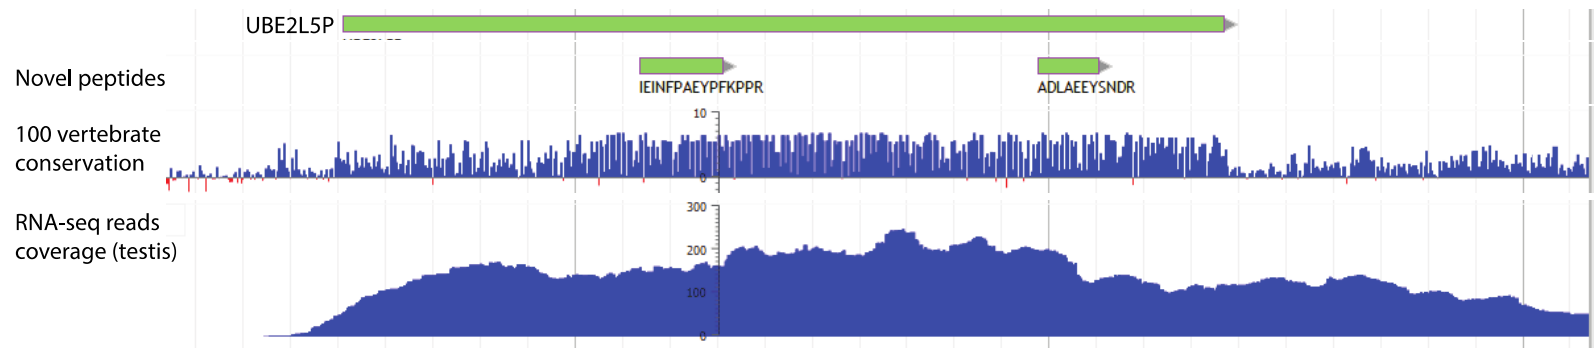 UBE2L5P
Novel peptides
IEINFPAEYPFKPPR
ADLAEEYSNDR
100 vertebrate
conservation
10
0
RNA-seq reads
coverage (testis)
300
200
100
0